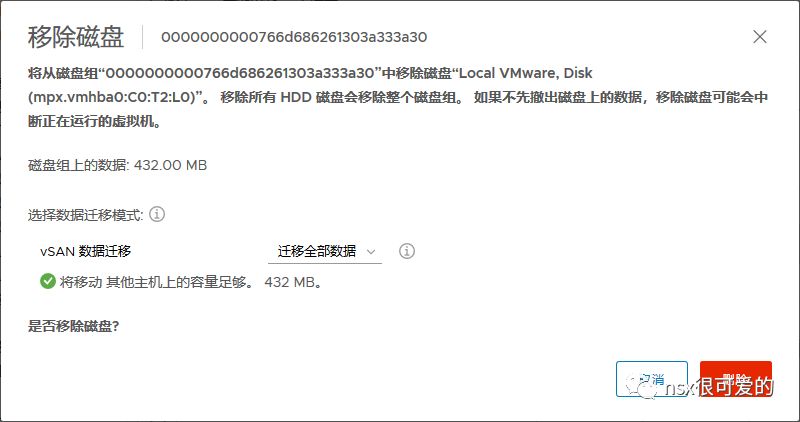 移除磁盘 0000000000766d686261303a333a30
将从磁盘组“0000000000766d686261303a333a30”中移除磁盘“Local VMware, Disk
(mpx.vmhba0:C0:T2:L0)”。 移除所有 HDD 磁盘会移除整个磁盘组。 如果不先撤出磁盘上的数据，移除磁盘可能会中
断正在运行的虚拟机。
磁盘组上的数据: 432.00 MB
选择数据迁移模式:
vSAN 数据迁移 迁移全部数据
将移动 其他主机上的容量足够。 432 MB。
是否移除磁盘?
取消 删除
nsx很可爱的